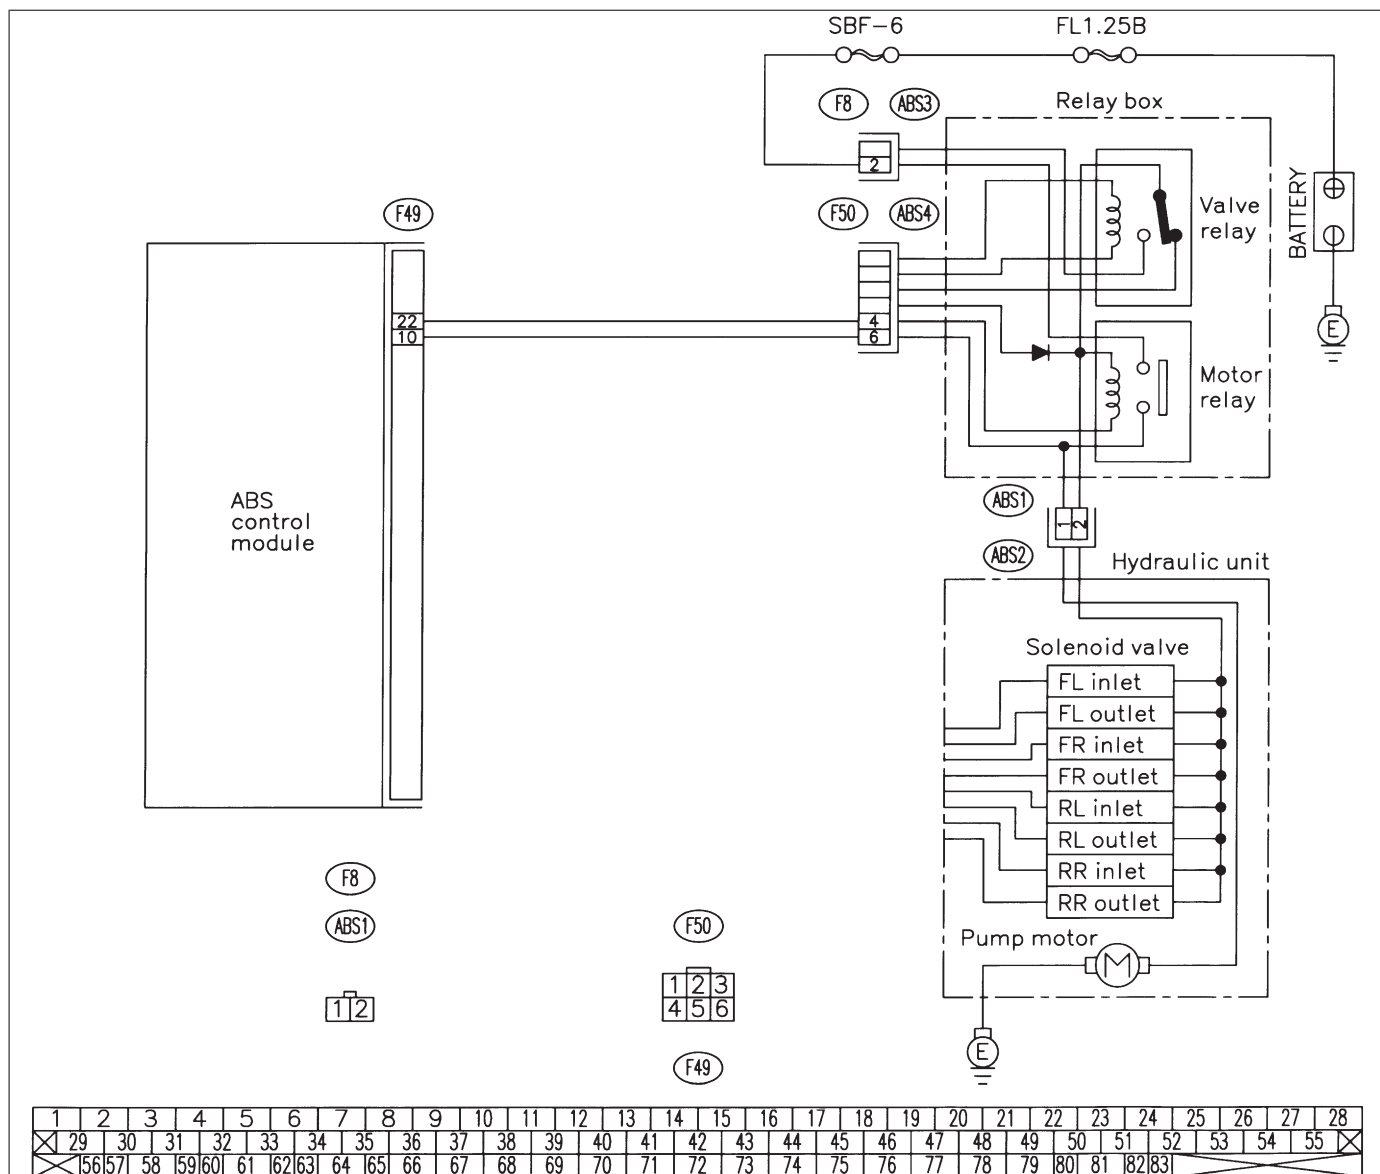 SBF-6 FL1.25B
F8 ABS3 Relay box
2
BATTERY
F49 F50 ABS4
Valve
relay
22 4
10 6
E
Motor
relay
ABS
control
module
ABS1
1 2
ABS2
Hydraulic unit
Solenoid valve
FL inlet
FL outlet
FR inlet
FR outlet
RL inlet
RL outlet
RR inlet
RR outlet
Pump motor
M
E
F8
ABS1
1 2
F50
1 2 3
4 5 6
F49
1 2 3 4 5 6 7 8 9 10 11 12 13 14 15 16 17 18 19 20 21 22 23 24 25 26 27 28
29 30 31 32 33 34 35 36 37 38 39 40 41 42 43 44 45 46 47 48 49 50 51 52 53 54 55
56 57 58 59 60 61 62 63 64 65 66 67 68 69 70 71 72 73 74 75 76 77 78 79 80 81 82 83